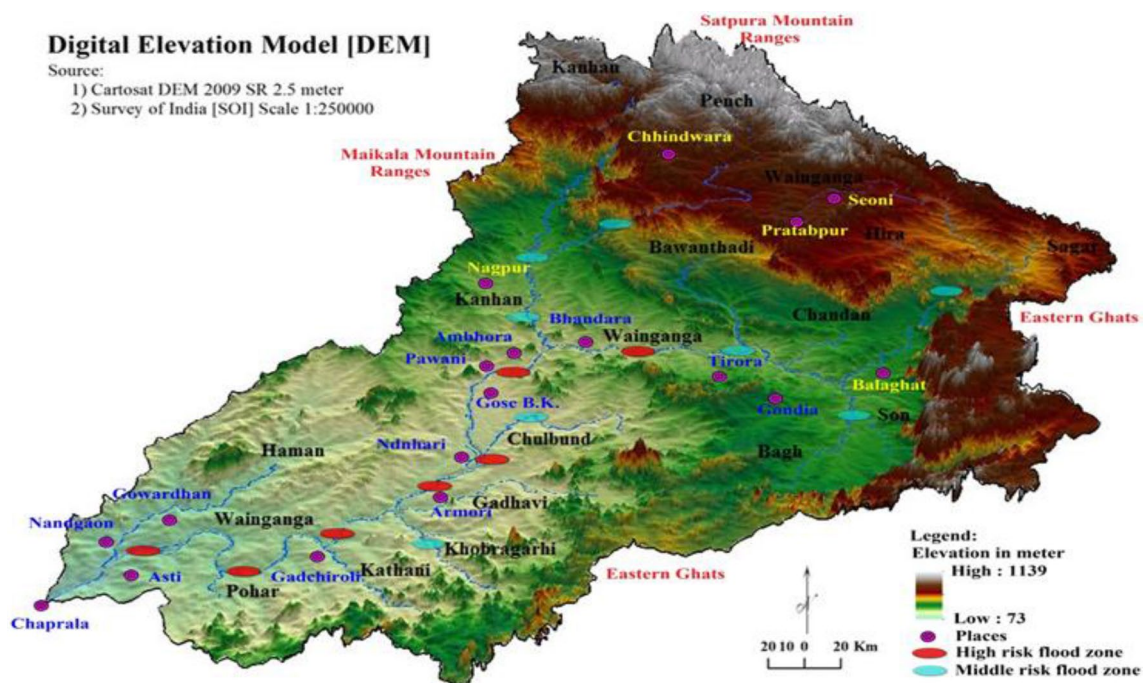 Satpura Mountain
Ranges
Digital Elevation Model [DEM]
Source:
1) Cartosat DEM 2009 SR 2.5 meter
2) Survey of India [SOI] Scale 1:250000
Kanhan
Pench
Chhindwara
Maikala Mountain
Ranges
Wainganga
Seoni
Pratabpur
Hira
Bawanthadi
Sagar
Nagpur
Kanhan
Chandan
Eastern Ghats
Bhandara
Ambhora
Wainganga
Pawani
Tirora
Balaghat
Gose B.K.
Gondia
Son
Chulbund
Ndnhari
Bagh
Haman
Gowardhan
Gadhavi
Armori
Nandgaon
Wainganga
Khobragarhi
Asti
Gadchiroli
Kathani
Pohar
Eastern Ghats
Chaprala
Legend:
Elevation in meter
High : 1139
Low : 73
Places
High risk flood zone
Middle risk flood zone
20 10 0 20 Km